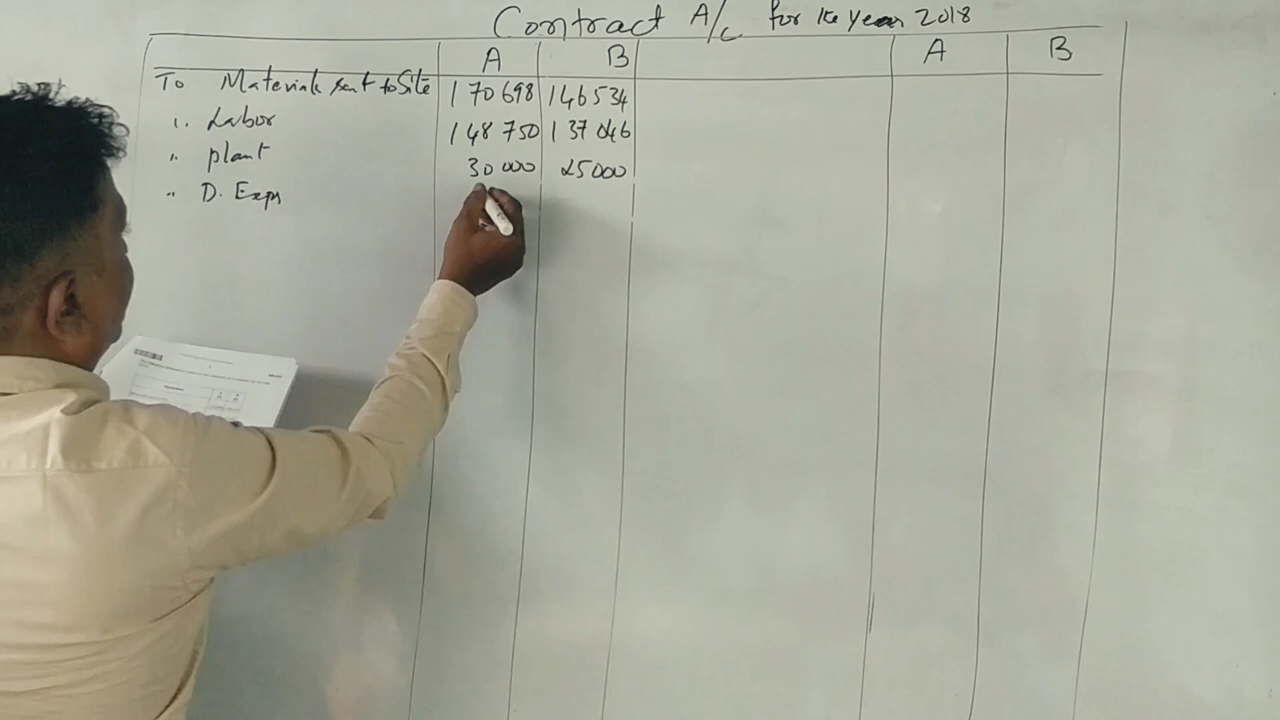 Contract A/c for the year 2018
A B A B
To Materials sent to Site 170698 146534
" Labor 148750 137046
" plant 30000 25000
" D. Exps